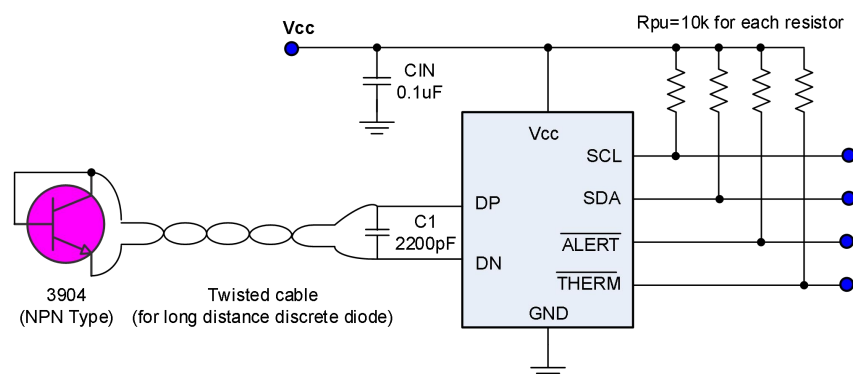 Rpu=10k for each resistor
Vcc
CIN
0.1uF
Vcc
SCL
SDA
DP
C1
2200pF
ALERT
DN
THERM
GND
3904
(NPN Type)
Twisted cable
(for long distance discrete diode)